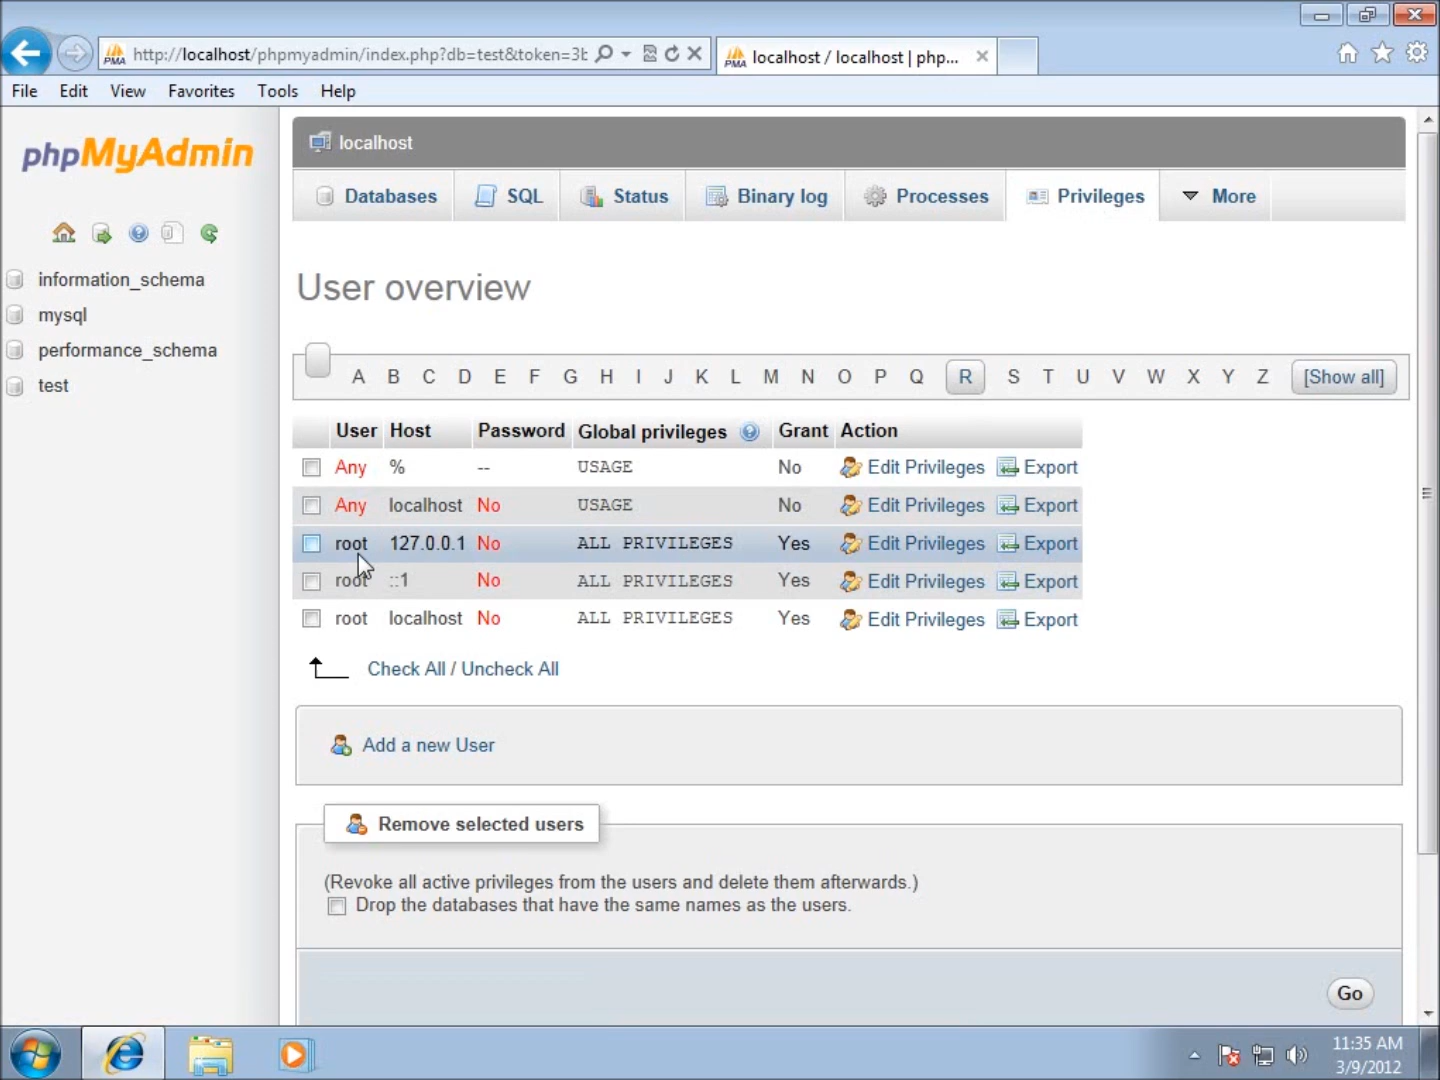 http://localhost/phpmyadmin/index.php?db=test&token=3b
PMA localhost / localhost | php...
File Edit View Favorites Tools Help
phpMyAdmin
information_schema
mysql
performance_schema
test
localhost
Databases SQL Status Binary log Processes Privileges More
User overview
A B C D E F G H I J K L M N O P Q R S T U V W X Y Z [Show all]
User Host Password Global privileges Grant Action
Any % -- USAGE No Edit Privileges Export
Any localhost No USAGE No Edit Privileges Export
root 127.0.0.1 No ALL PRIVILEGES Yes Edit Privileges Export
root ::1 No ALL PRIVILEGES Yes Edit Privileges Export
root localhost No ALL PRIVILEGES Yes Edit Privileges Export
Check All / Uncheck All
Add a new User
Remove selected users
(Revoke all active privileges from the users and delete them afterwards.)
Drop the databases that have the same names as the users.
Go
11:35 AM
3/9/2012